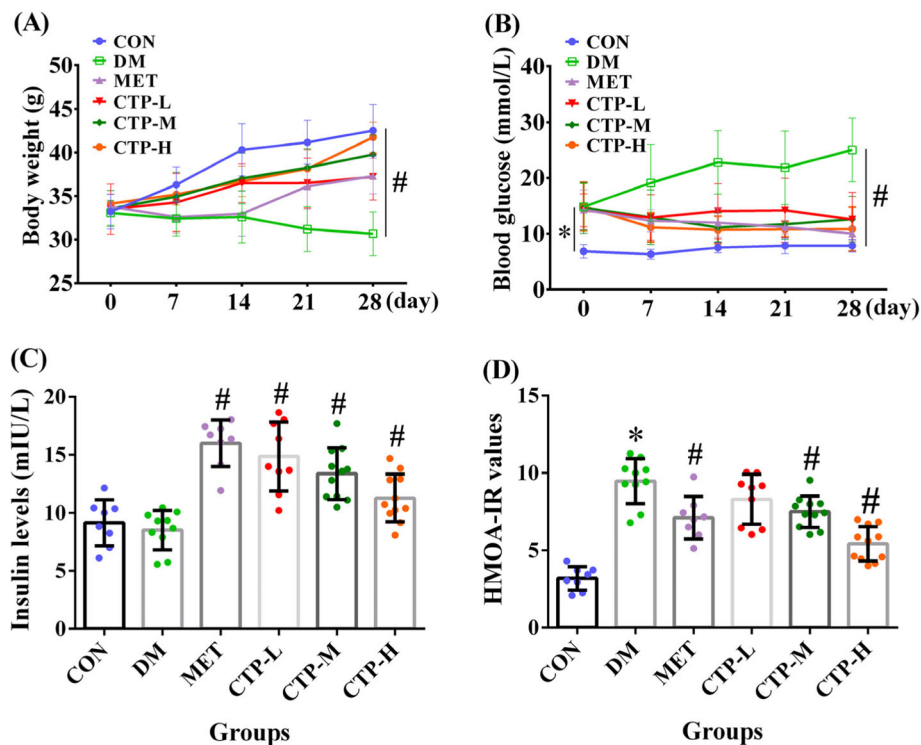 (A)
CON
DM
MET
CTP-L
CTP-M
CTP-H
Body weight (g)
50
45
40
35
30
25
0 7 14 21 28 (day)
#
(B)
CON
DM
MET
CTP-L
CTP-M
CTP-H
Blood glucose (mmol/L)
40
30
20
10
0
0 7 14 21 28 (day)
*
#
(C)
Insulin levels (mIU/L)
20
15
10
5
0
# # # #
CON DM MET CTP-L CTP-M CTP-H
Groups
(D)
HMOA-IR values
15
10
5
0
* # # #
CON DM MET CTP-L CTP-M CTP-H
Groups